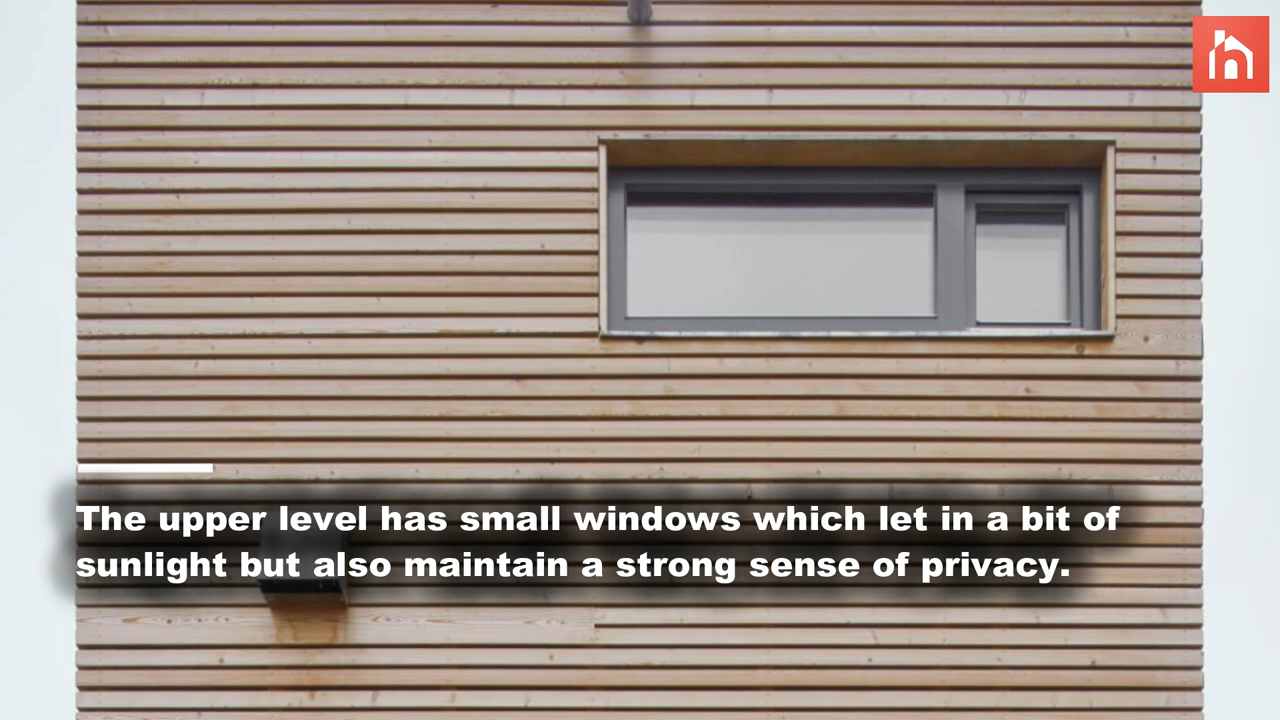 The upper level has small windows which let in a bit of
sunlight but also maintain a strong sense of privacy.